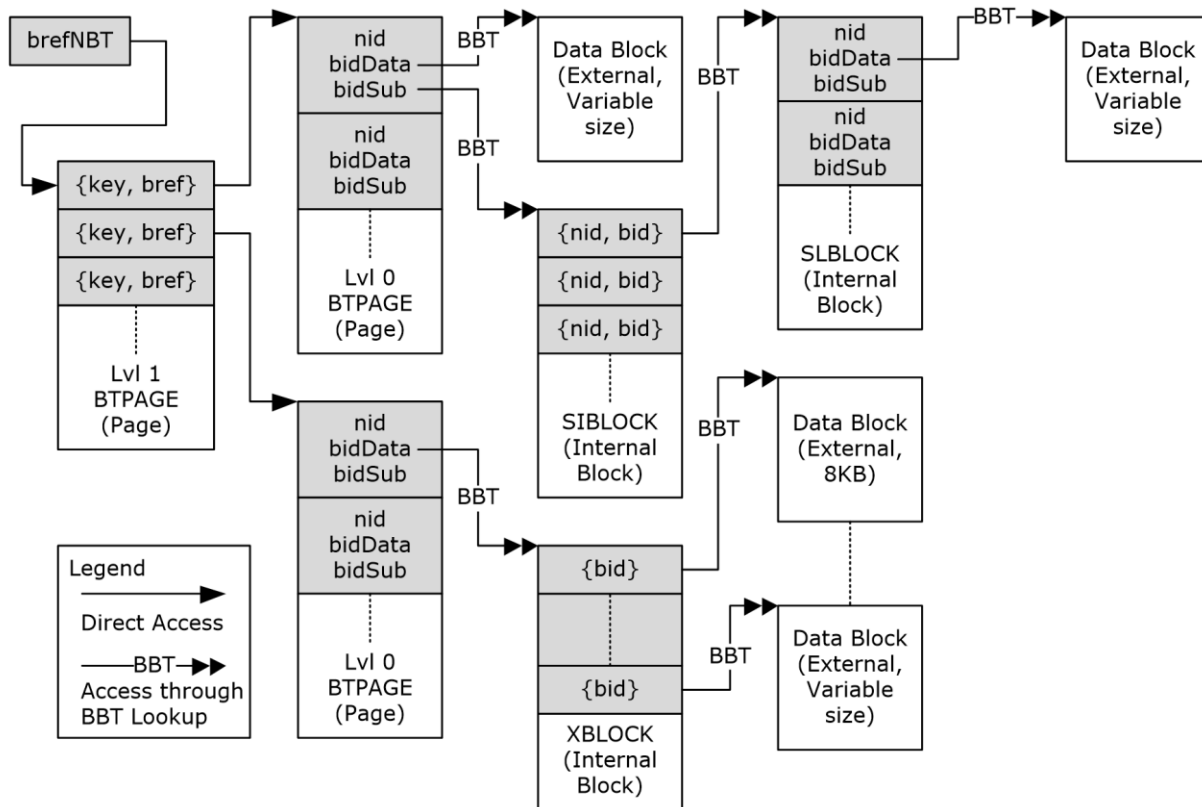 brefNBT
{key, bref}
{key, bref}
{key, bref}
Lvl 1
BTPAGE
(Page)
nid
bidData
bidSub
nid
bidData
bidSub
Lvl 0
BTPAGE
(Page)
BBT
BBT
Data Block
(External,
Variable
size)
{nid, bid}
{nid, bid}
{nid, bid}
SIBLOCK
(Internal
Block)
BBT
nid
bidData
bidSub
nid
bidData
bidSub
SLBLOCK
(Internal
Block)
BBT
Data Block
(External,
Variable
size)
nid
bidData
bidSub
nid
bidData
bidSub
Lvl 0
BTPAGE
(Page)
BBT
{bid}
{bid}
XBLOCK
(Internal
Block)
BBT
Data Block
(External,
8KB)
BBT
Data Block
(External,
Variable
size)
Legend
Direct Access
BBT
Access through
BBT Lookup